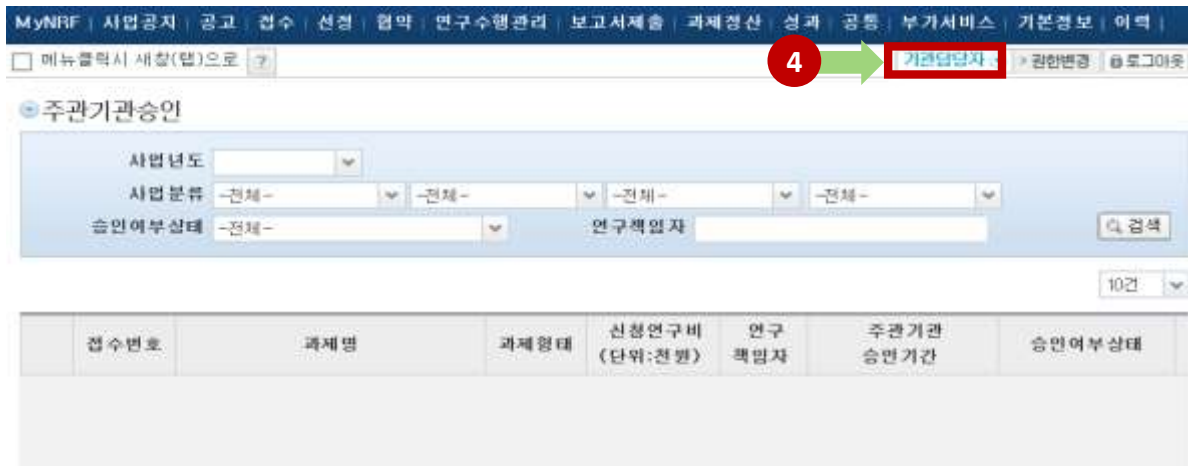 MyNRF | 사업공지 | 공고 | 접수 | 선정 | 협약 | 연구수행관리 | 보고서제출 | 과제정산 | 성과 | 공통 | 부가서비스 | 기본정보 | 이력 |
메뉴클릭시 새창(탭)으로 ? 4 기관담당자 권한변경 로그아웃
주관기관승인
사업년도
사업분류 -전체- -전체- -전체- -전체-
승인여부상태 -전체- 연구책임자 검색
10건
접수번호 과제명 과제형태 신청연구비 (단위:천원) 연구 책임자 주관기관 승인기간 승인여부상태